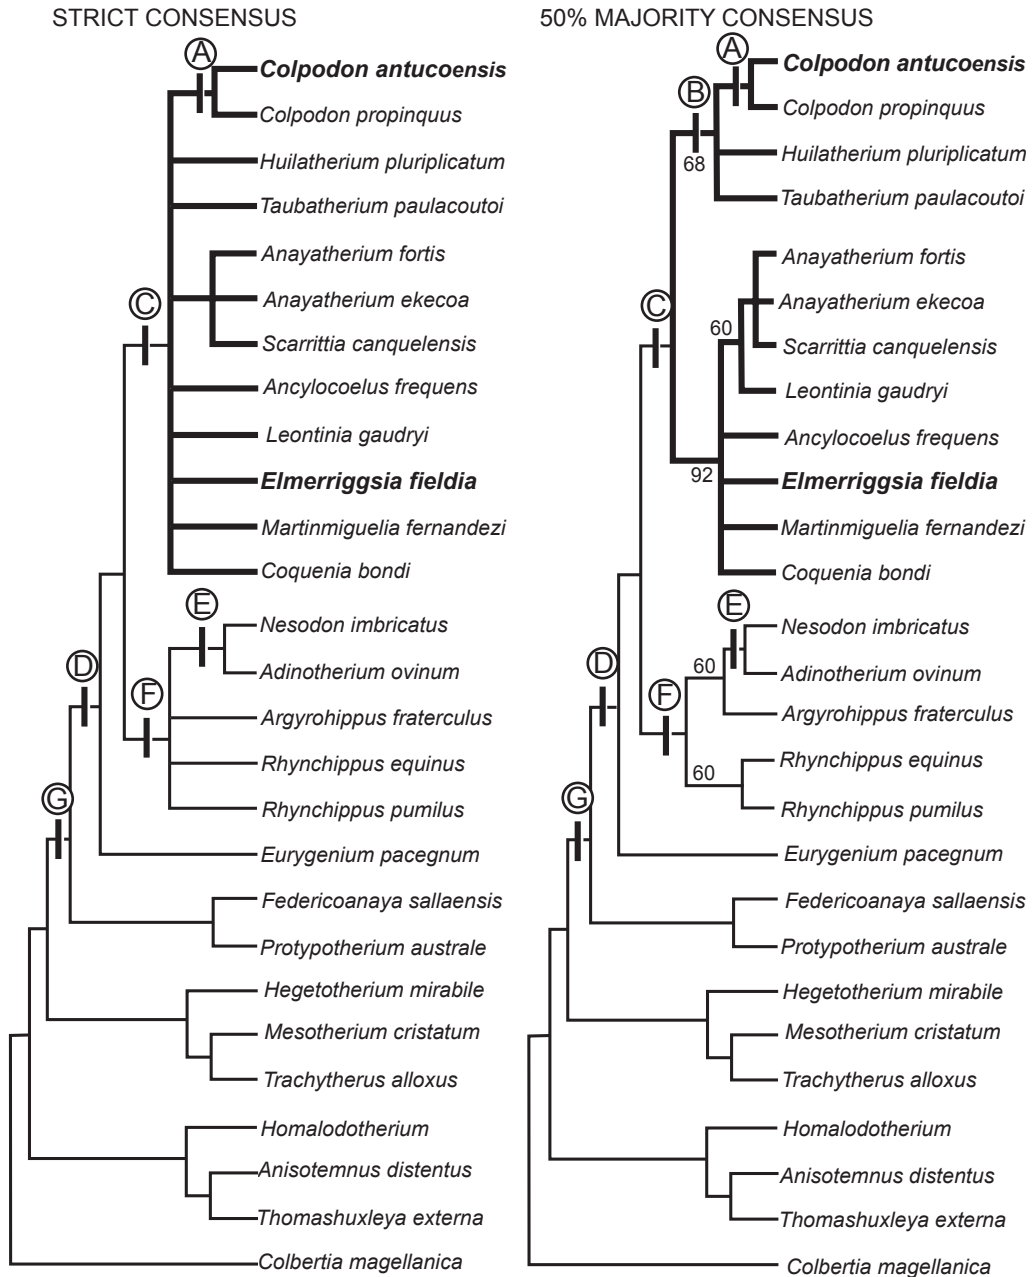 STRICT CONSENSUS
A
Colpodon antucoensis
Colpodon propinquus
Huilatherium pluriplicatum
Taubatherium paulacoutoi
Anayatherium fortis
Anayatherium ekecoa
C
Scarrittia canquelensis
Ancylocoelus frequens
Leontinia gaudryi
Elmerriggsia fieldia
Martinmiguelia fernandezi
Coquenia bondi
E
Nesodon imbricatus
Adinotherium ovinum
D
F
Argyrohippus fraterculus
Rhynchippus equinus
G
Rhynchippus pumilus
Eurygenium pacegnum
Federicoanaya sallaensis
Protypotherium australe
Hegetotherium mirabile
Mesotherium cristatum
Trachytherus alloxus
Homalodotherium
Anisotemnus distentus
Thomashuxleya externa
Colbertia magellanica
50% MAJORITY CONSENSUS
A
Colpodon antucoensis
B
Colpodon propinquus
68
Huilatherium pluriplicatum
Taubatherium paulacoutoi
Anayatherium fortis
Anayatherium ekecoa
C
60
Scarrittia canquelensis
Leontinia gaudryi
Ancylocoelus frequens
92
Elmerriggsia fieldia
Martinmiguelia fernandezi
Coquenia bondi
E
Nesodon imbricatus
D
60
Adinotherium ovinum
F
Argyrohippus fraterculus
Rhynchippus equinus
60
G
Rhynchippus pumilus
Eurygenium pacegnum
Federicoanaya sallaensis
Protypotherium australe
Hegetotherium mirabile
Mesotherium cristatum
Trachytherus alloxus
Homalodotherium
Anisotemnus distentus
Thomashuxleya externa
Colbertia magellanica